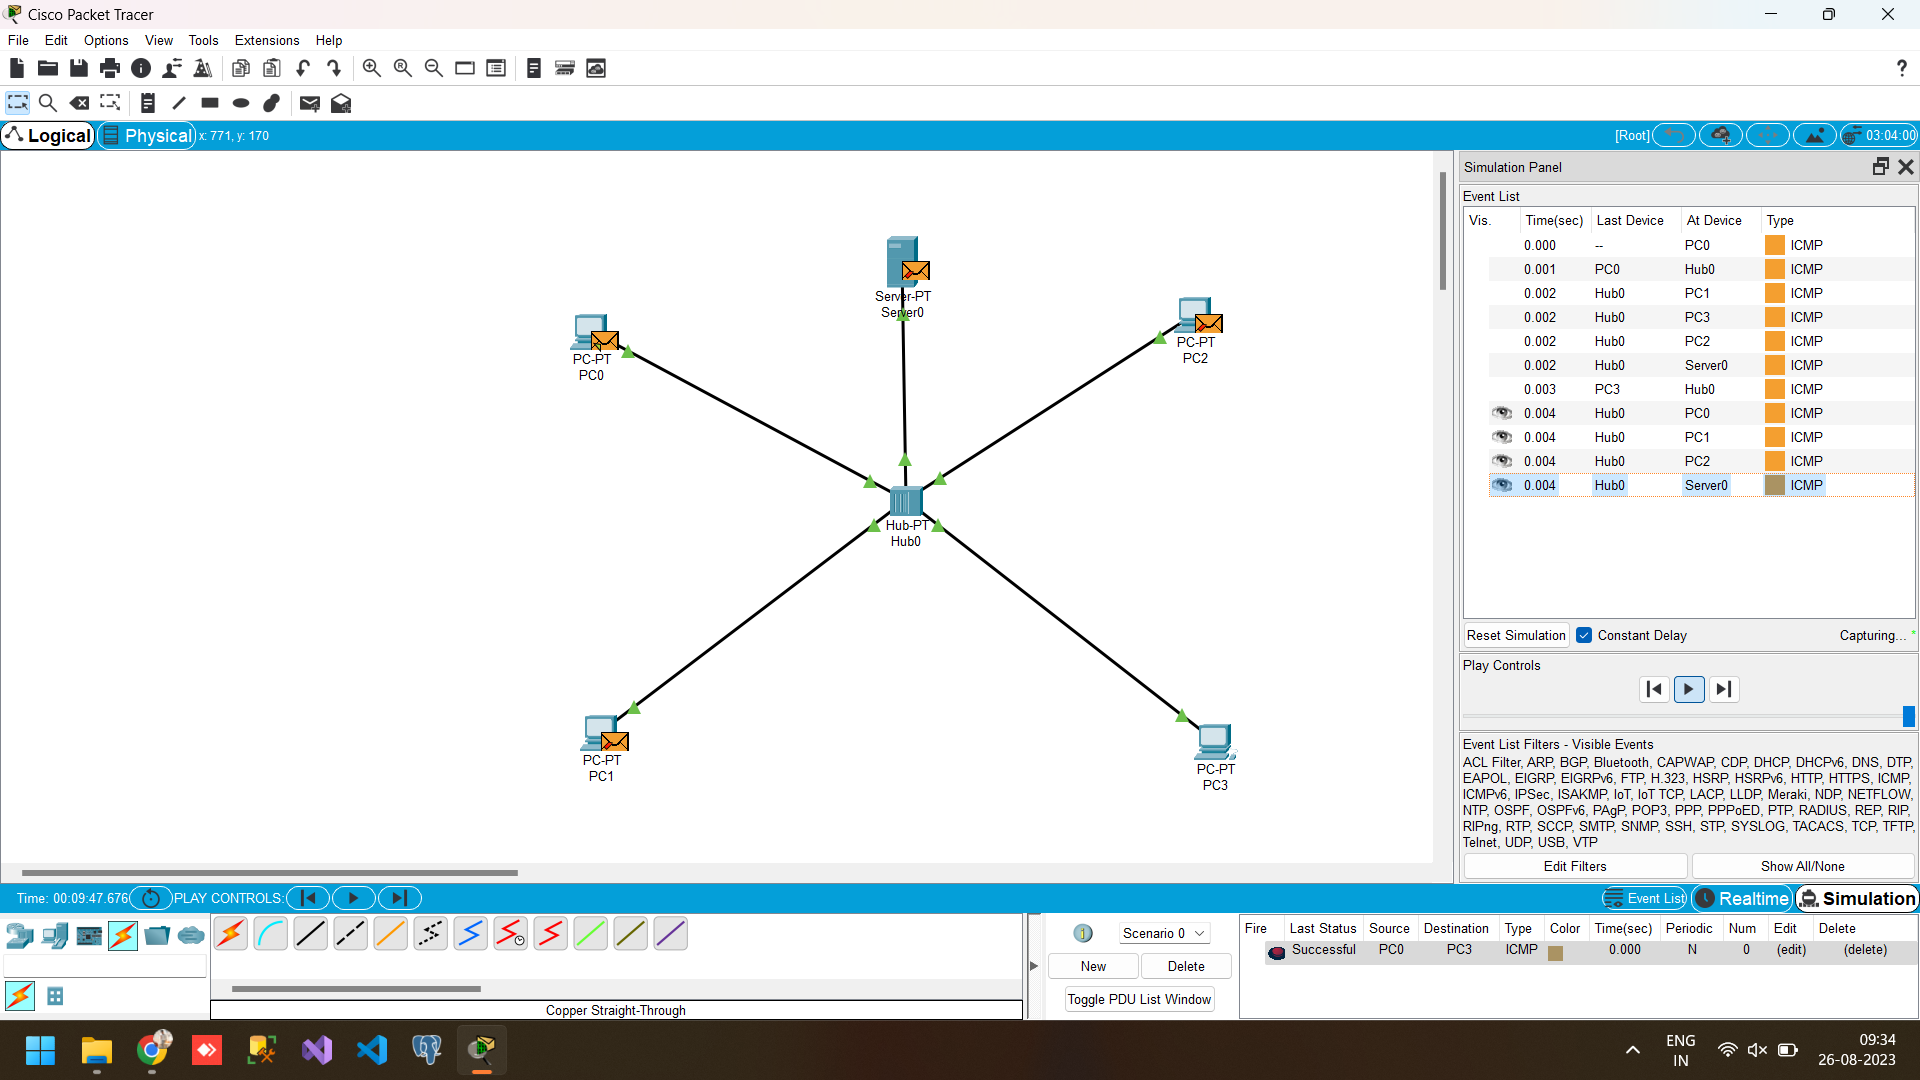 Cisco Packet Tracer
File Edit Options View Tools Extensions Help
?
Logical Physical x: 771, y: 170 [Root] 03:04:00
Simulation Panel
Event List
Vis. Time(sec) Last Device At Device Type
0.000 -- PC0 ICMP
0.001 PC0 Hub0 ICMP
0.002 Hub0 PC1 ICMP
0.002 Hub0 PC3 ICMP
0.002 Hub0 PC2 ICMP
0.002 Hub0 Server0 ICMP
0.003 PC3 Hub0 ICMP
0.004 Hub0 PC0 ICMP
0.004 Hub0 PC1 ICMP
0.004 Hub0 PC2 ICMP
0.004 Hub0 Server0 ICMP
Server-PT
Server0
PC-PT
PC0
PC-PT
PC2
Hub-PT
Hub0
PC-PT
PC1
PC-PT
PC3
Reset Simulation Constant Delay Capturing... *
Play Controls
Event List Filters - Visible Events
ACL Filter, ARP, BGP, Bluetooth, CAPWAP, CDP, DHCP, DHCPv6, DNS, DTP,
EAPOL, EIGRP, EIGRPv6, FTP, H.323, HSRP, HSRPv6, HTTP, HTTPS, ICMP,
ICMPv6, IPSec, ISAKMP, IoT, IoT TCP, LACP, LLDP, Meraki, NDP, NETFLOW,
NTP, OSPF, OSPFv6, PAgP, POP3, PPP, PPPoED, PTP, RADIUS, REP, RIP,
RIPng, RTP, SCCP, SMTP, SNMP, SSH, STP, SYSLOG, TACACS, TCP, TFTP,
Telnet, UDP, USB, VTP
Edit Filters Show All/None
Time: 00:09:47.676 PLAY CONTROLS: Event List Realtime Simulation
Scenario 0
New Delete
Toggle PDU List Window
Fire Last Status Source Destination Type Color Time(sec) Periodic Num Edit Delete
Successful PC0 PC3 ICMP 0.000 N 0 (edit) (delete)
Copper Straight-Through
ENG
IN
09:34
26-08-2023